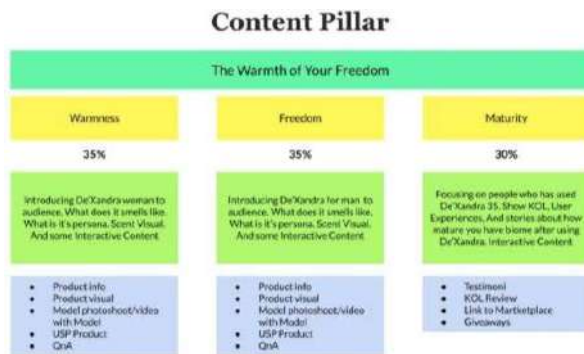 Content Pillar
The Warmth of Your Freedom
Warmness
35%
Introducing De'Xandra woman to
audience. What does it smells like.
What is it's persona. Scent Visual.
And some Interactive Content
Product info
Product visual
Model photoshoot/video
with Model
USP Product
QnA
Freedom
35%
Introducing De'Xandra for man to
audience. What does it smells like.
What is it's persona. Scent Visual.
And some Interactive Content
Product info
Product visual
Model photoshoot/video
with Model
USP Product
QnA
Maturity
30%
Focusing on people who has used
De'Xandra 35. Show KOL, User
Experiences, And stories about how
mature you have biome after using
De'Xandra. Interactive Content
Testimoni
KOL Review
Link to Martketplace
Giveaways